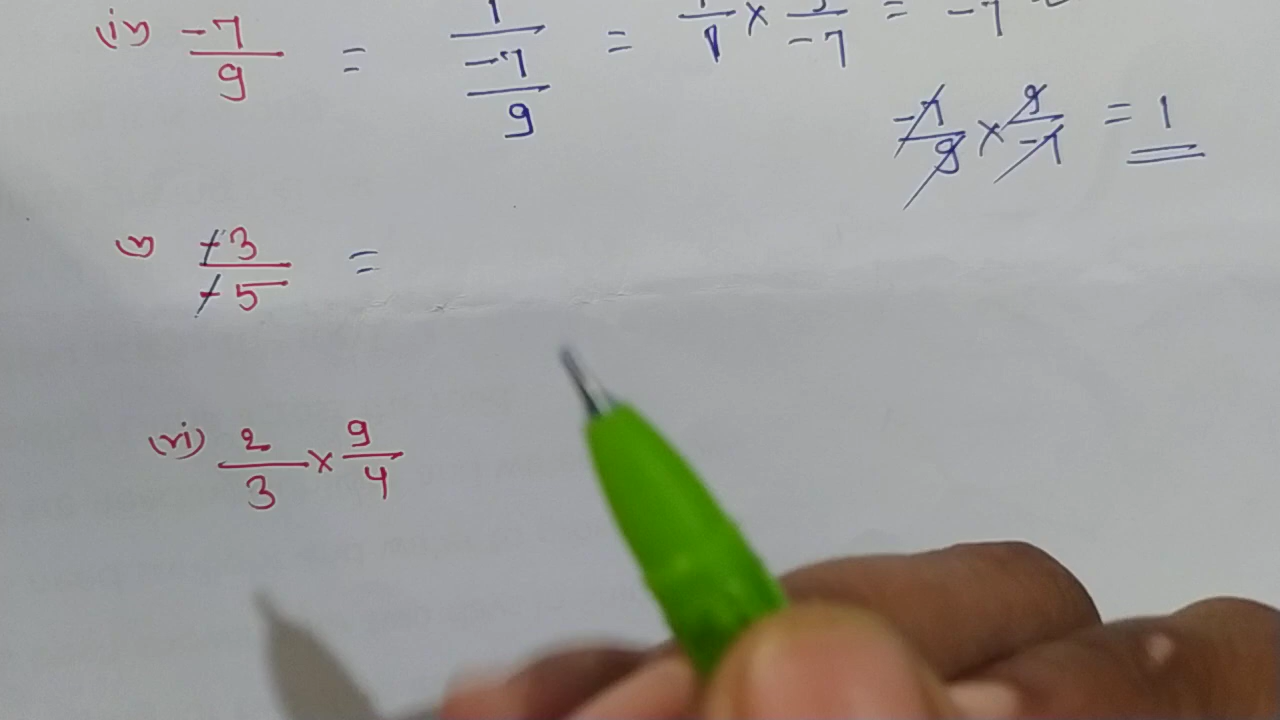 (iv) -7/9 = 1/(-7/9) = 1/1 × 9/-7 = -7
-7/9 × 9/-7 = 1
(v) -3/-5 =
(vi) 2/3 × 9/4